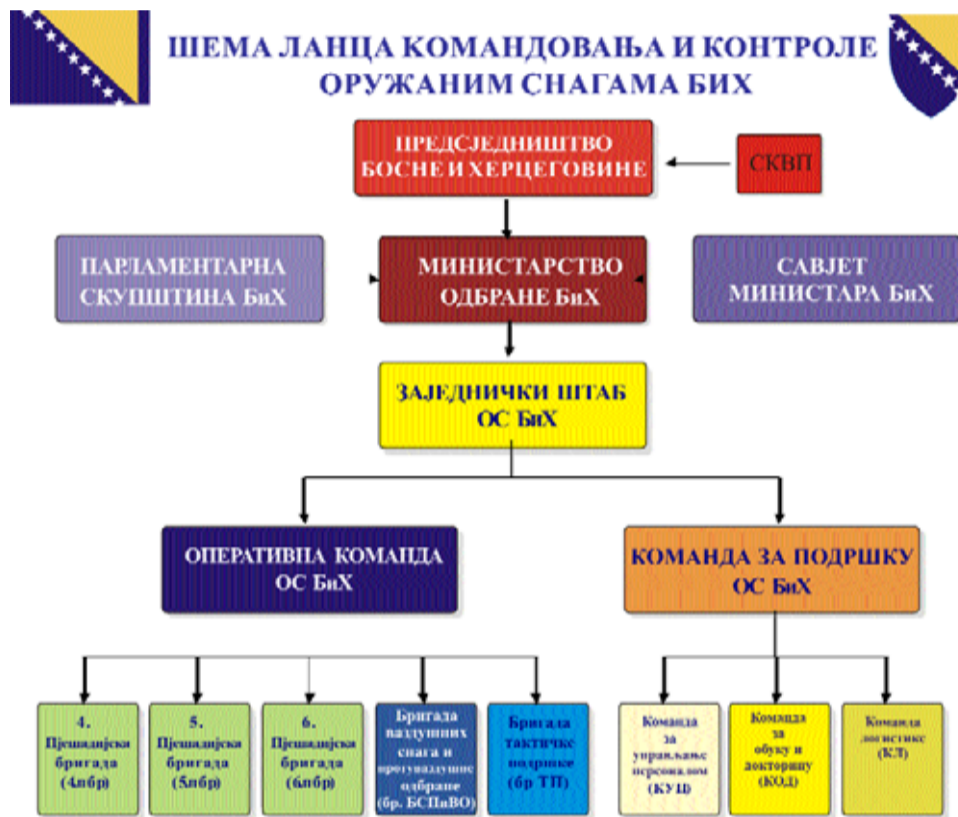 ШЕМА ЛАНЦА КОМАНДОВАЊА И КОНТРОЛЕ
ОРУЖАНИМ СНАГАМА БИХ
ПРЕДСЈЕДНИШТВО
БОСНЕ И ХЕРЦЕГОВИНЕ
СКВП
ПАРЛАМЕНТАРНА
СКУПШТИНА БиХ
МИНИСТАРСТВО
ОДБРАНЕ БиХ
САВЈЕТ
МИНИСТАРА БиХ
ЗАЈЕДНИЧКИ ШТАБ
ОС БиХ
ОПЕРАТИВНА КОМАНДА
ОС БиХ
КОМАНДА ЗА ПОДРШКУ
ОС БиХ
4.
Пјешадијска
бригада
(4пбр)
5.
Пјешадијска
бригада
(5пбр)
6.
Пјешадијска
бригада
(6пбр)
Бригада
ваздушних
снага и
противваздушне
одбране
(бр. БСПиВО)
Бригада
тактичке
подршке
(бр ТП)
Команда
за
управљање
персоналом
(КУП)
Команда
за
обуку и
доктрину
(КОД)
Команда
логистике
(КЛ)